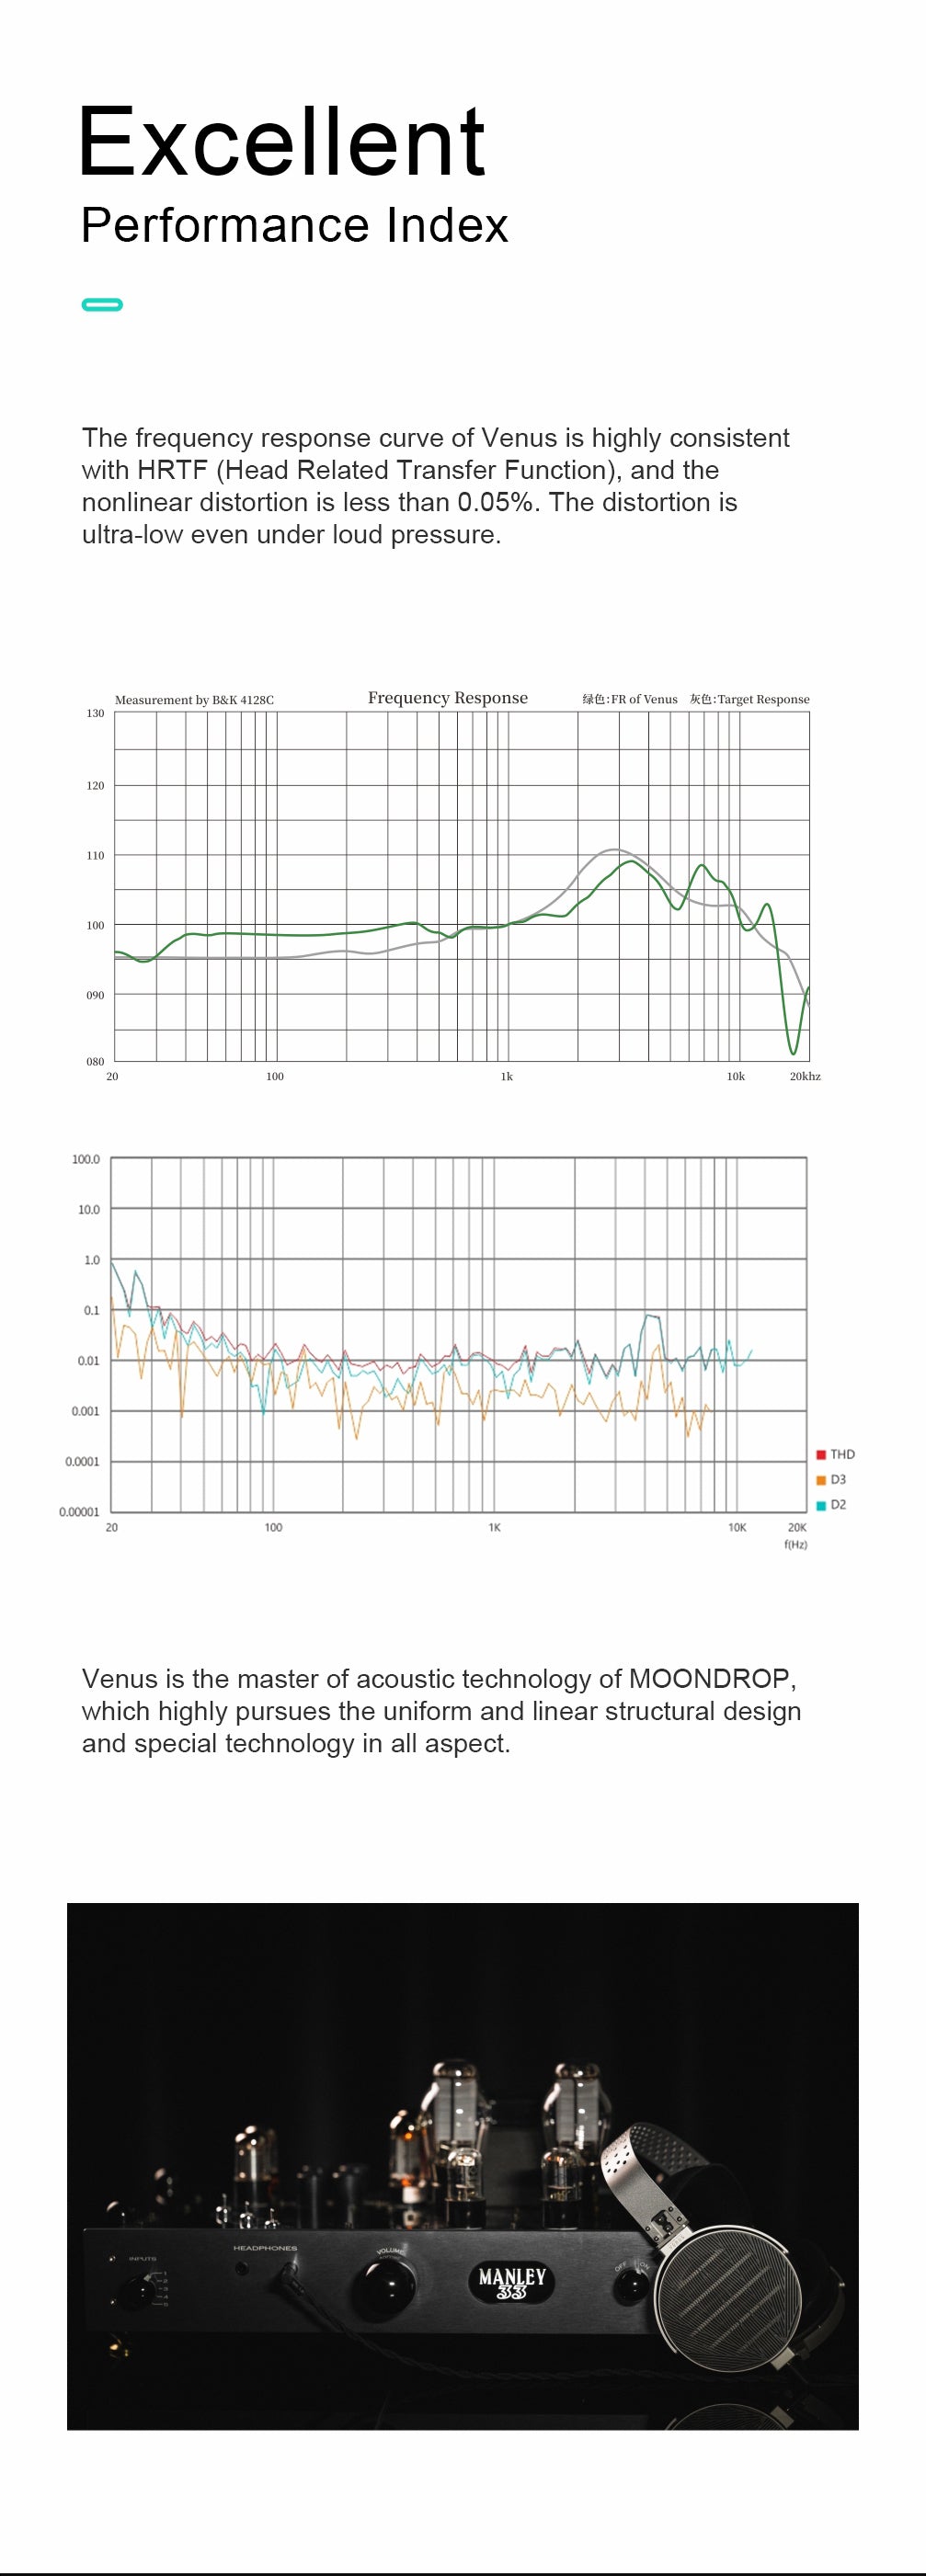 Excellent
Performance Index
The frequency response curve of Venus is highly consistent
with HRTF (Head Related Transfer Function), and the
nonlinear distortion is less than 0.05%. The distortion is
ultra-low even under loud pressure.
Measurement by B&K 4128C Frequency Response 绿色:FR of Venus 灰色:Target Response
130
120
110
100
090
080
20 100 1k 10k 20khz
100.0
10.0
1.0
0.1
0.01
0.001
0.0001
0.00001
THD
D3
D2
20 100 1K 10K 20K
f(Hz)
Venus is the master of acoustic technology of MOONDROP,
which highly pursues the uniform and linear structural design
and special technology in all aspect.
INPUTS
HEADPHONES
VOLUME
MANLEY
OFF ON